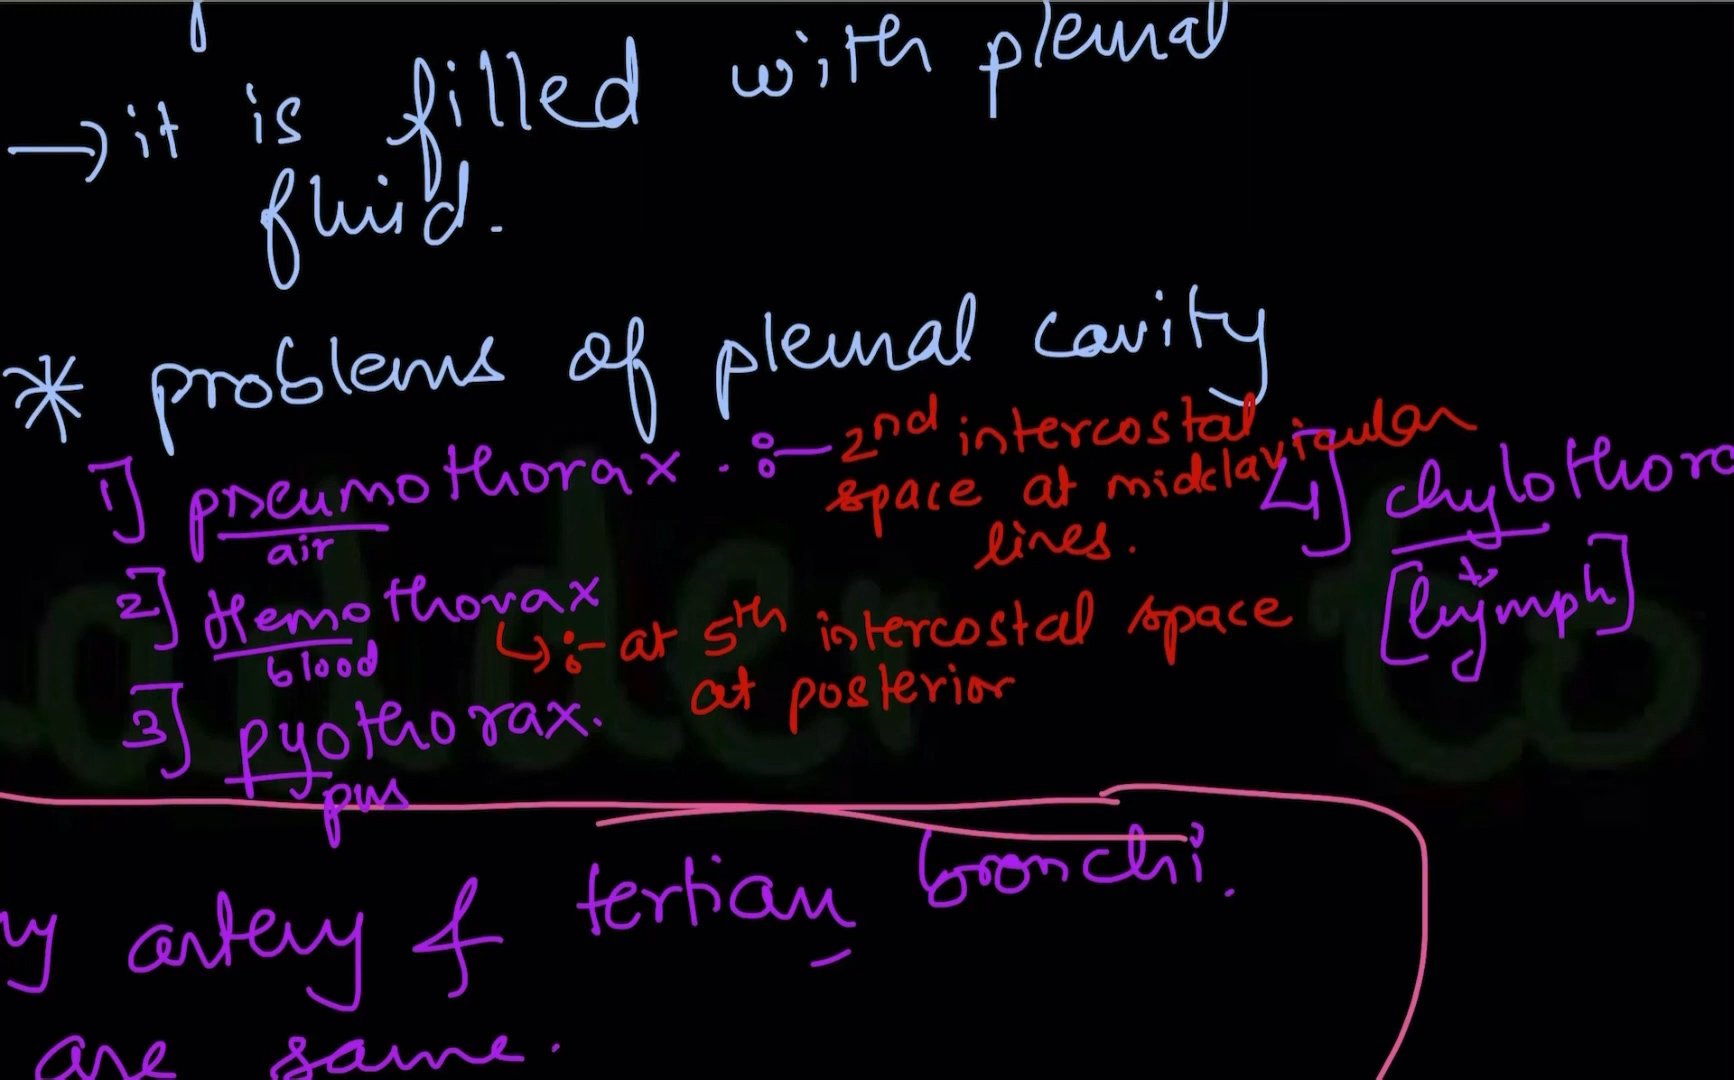 → it is filled with pleural
fluid.
* problems of pleural cavity
1] pneumothorax . :- 2nd intercostal
space at midclavicular
lines.
air
2] Hemothorax
blood
↳ :- at 5th intercostal space
at posterior
3] pyothorax.
pus
4] chylothora
[lymph]
artery & tertiary bronchi.
are same.